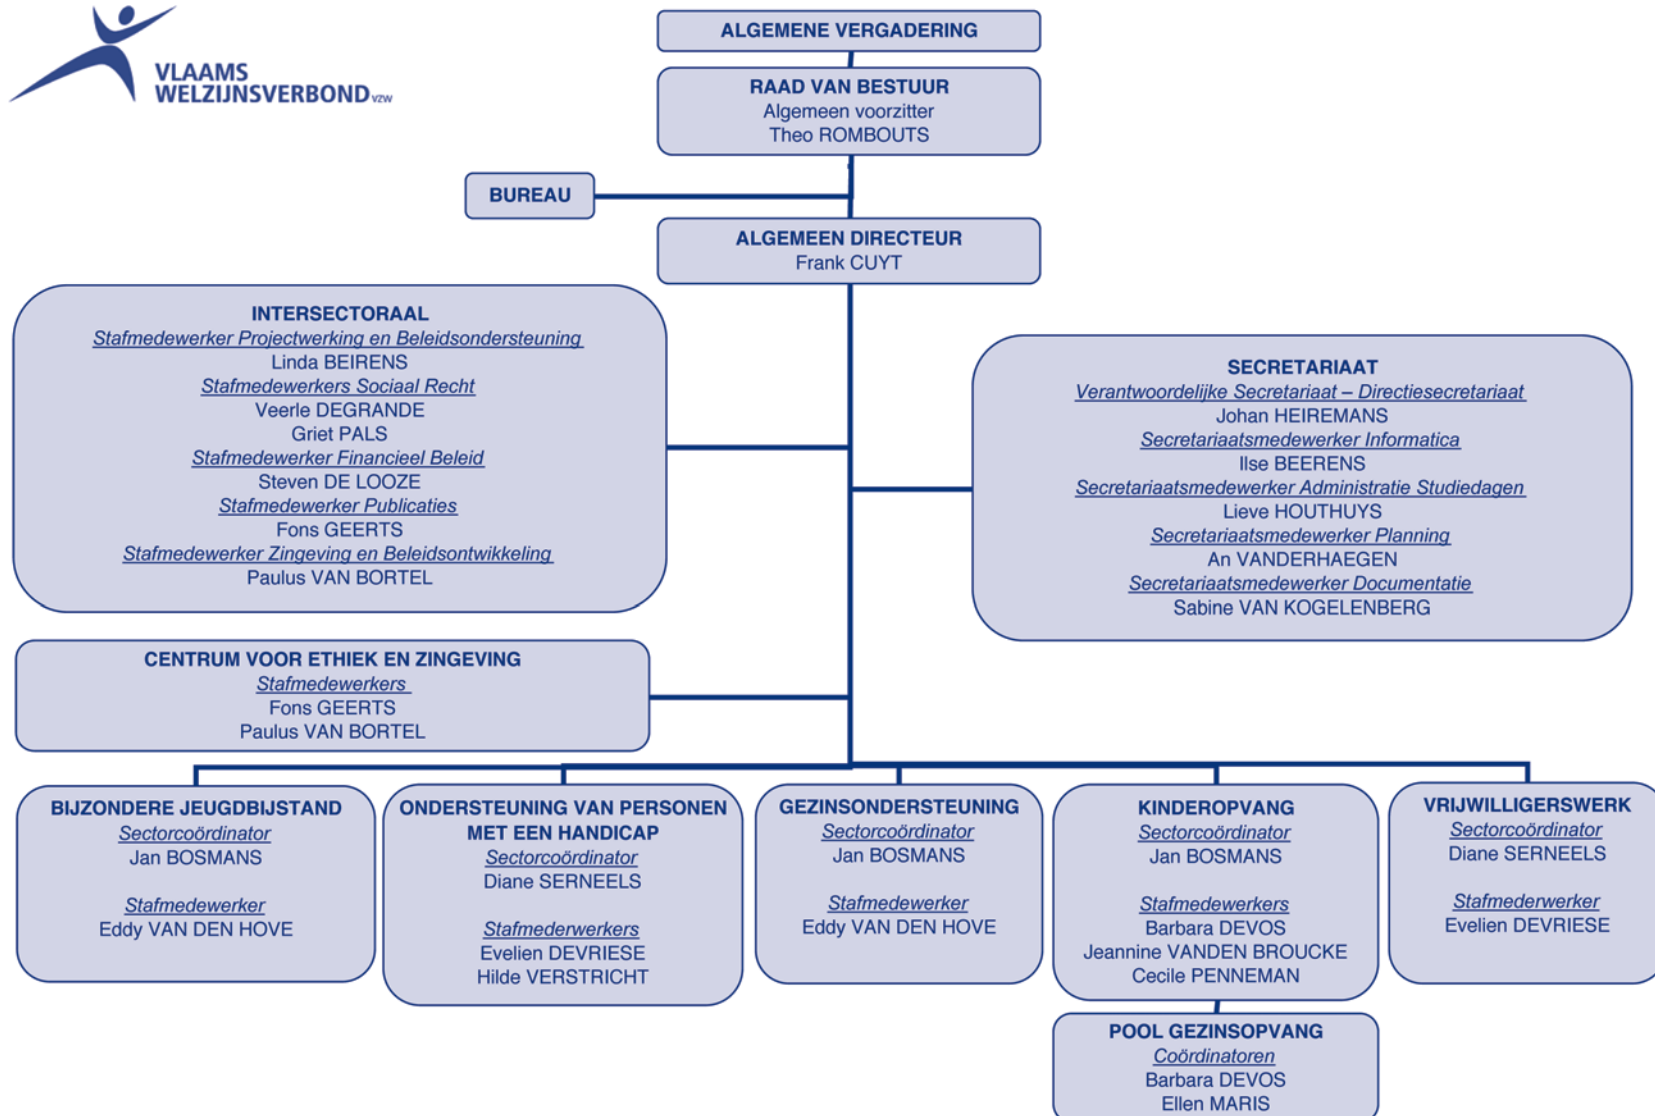 VLAAMS
WELZIJNSVERBOND vzw
ALGEMENE VERGADERING
RAAD VAN BESTUUR
Algemeen voorzitter
Theo ROMBOUTS
BUREAU
ALGEMEEN DIRECTEUR
Frank CUYT
INTERSECTORAAL
Stafmedewerker Projectwerking en Beleidsondersteuning
Linda BEIRENS
Stafmedewerkers Sociaal Recht
Veerle DEGRANDE
Griet PALS
Stafmedewerker Financieel Beleid
Steven DE LOOZE
Stafmedewerker Publicaties
Fons GEERTS
Stafmedewerker Zingeving en Beleidsontwikkeling
Paulus VAN BORTEL
SECRETARIAAT
Verantwoordelijke Secretariaat – Directiesecretariaat
Johan HEIREMANS
Secretariaatsmedewerker Informatica
Ilse BEERENS
Secretariaatsmedewerker Administratie Studiedagen
Lieve HOUTHUYS
Secretariaatsmedewerker Planning
An VANDERHAEGEN
Secretariaatsmedewerker Documentatie
Sabine VAN KOGELENBERG
CENTRUM VOOR ETHIEK EN ZINGEVING
Stafmedewerkers
Fons GEERTS
Paulus VAN BORTEL
BIJZONDERE JEUGDBIJSTAND
Sectorcoördinator
Jan BOSMANS
Stafmedewerker
Eddy VAN DEN HOVE
ONDERSTEUNING VAN PERSONEN
MET EEN HANDICAP
Sectorcoördinator
Diane SERNEELS
Stafmederwerkers
Evelien DEVRIESE
Hilde VERSTRICHT
GEZINSONDERSTEUNING
Sectorcoördinator
Jan BOSMANS
Stafmedewerker
Eddy VAN DEN HOVE
KINDEROPVANG
Sectorcoördinator
Jan BOSMANS
Stafmedewerkers
Barbara DEVOS
Jeannine VANDEN BROUCKE
Cecile PENNEMAN
VRIJWILLIGERSWERK
Sectorcoördinator
Diane SERNEELS
Stafmederwerker
Evelien DEVRIESE
POOL GEZINSOPVANG
Coördinatoren
Barbara DEVOS
Ellen MARIS